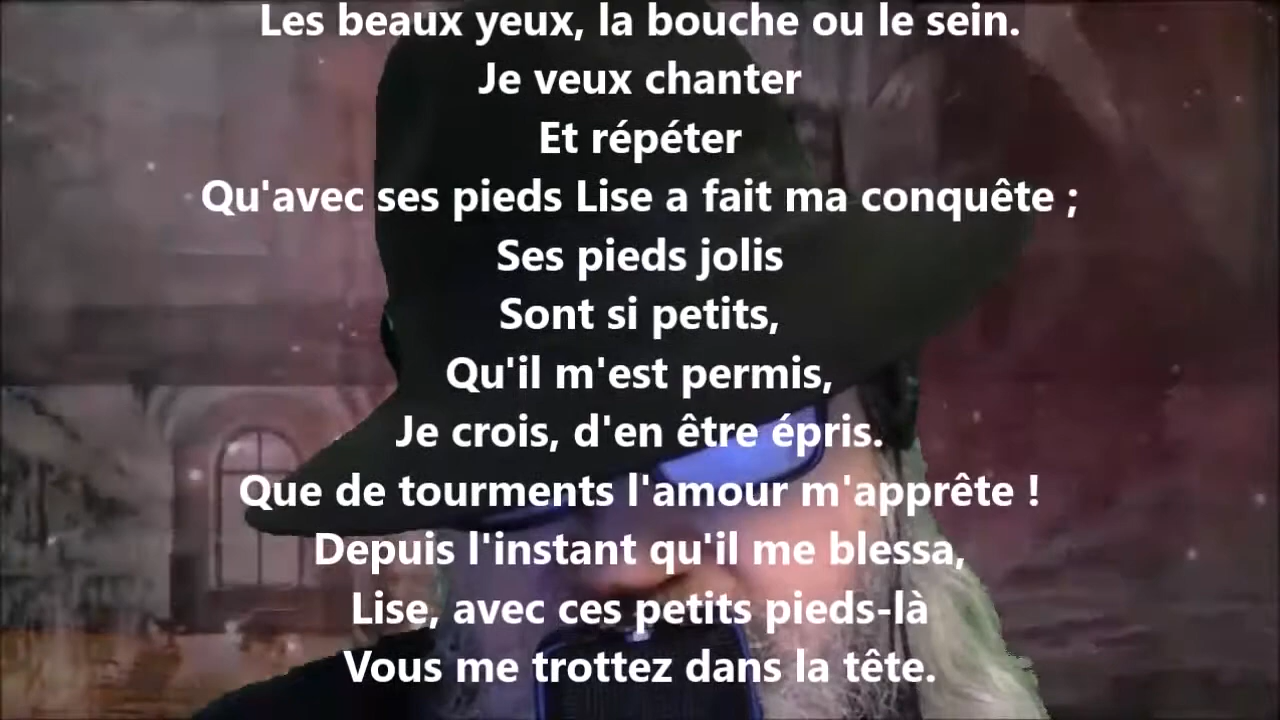 Les beaux yeux, la bouche ou le sein.
Je veux chanter
Et répéter
Qu'avec ses pieds Lise a fait ma conquête ;
Ses pieds jolis
Sont si petits,
Qu'il m'est permis,
Je crois, d'en être épris.
Que de tourments l'amour m'apprête !
Depuis l'instant qu'il me blessa,
Lise, avec ces petits pieds-là
Vous me trottez dans la tête.